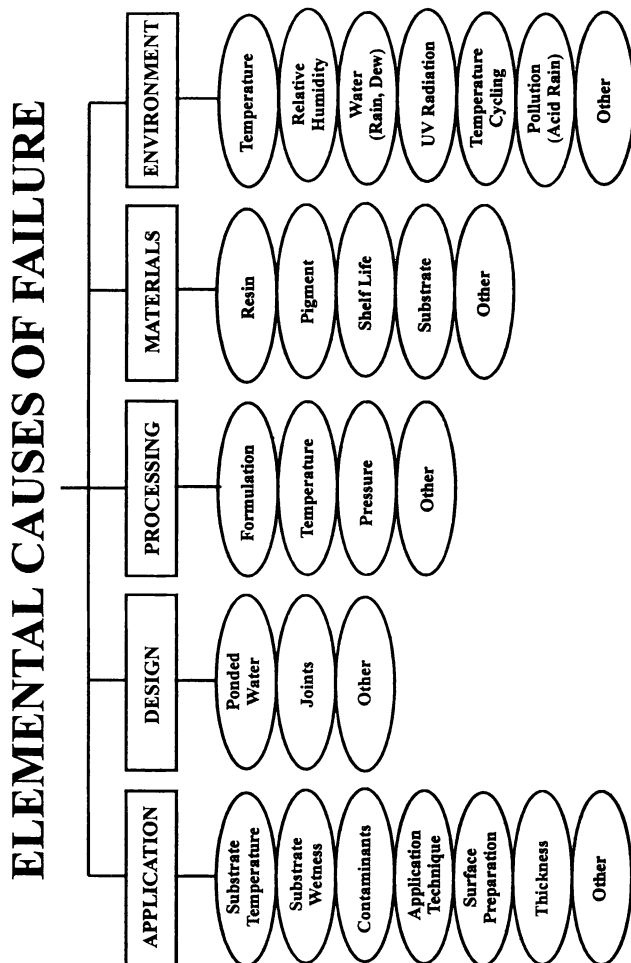 ELEMENTAL CAUSES OF FAILURE
APPLICATION
Substrate
Temperature
Substrate
Wetness
Contaminants
Application
Technique
Surface
Preparation
Thickness
Other
DESIGN
Ponded
Water
Joints
Other
PROCESSING
Formulation
Temperature
Pressure
Other
MATERIALS
Resin
Pigment
Shelf Life
Substrate
Other
ENVIRONMENT
Temperature
Relative
Humidity
Water
(Rain, Dew)
UV Radiation
Temperature
Cycling
Pollution
(Acid Rain)
Other